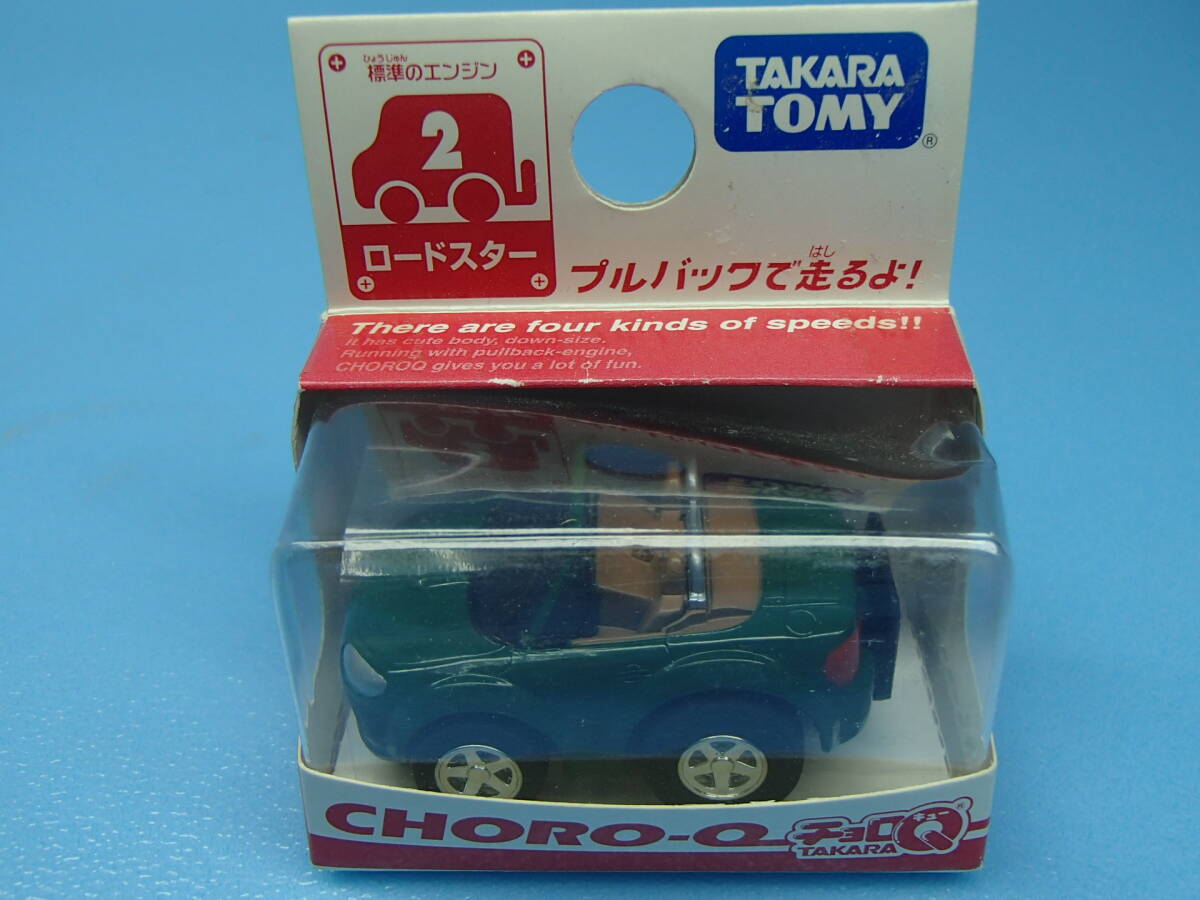 ひょうじゅん
標準のエンジン
2
ロードスター
TAKARA
TOMY
®
はし
プルバックで走るよ!
There are four kinds of speeds!!
It has cute body, down-size.
Running with pullback-engine,
CHOROQ gives you a lot of fun.
CHORO-Q
チョロQ
キュー
®
TAKARA